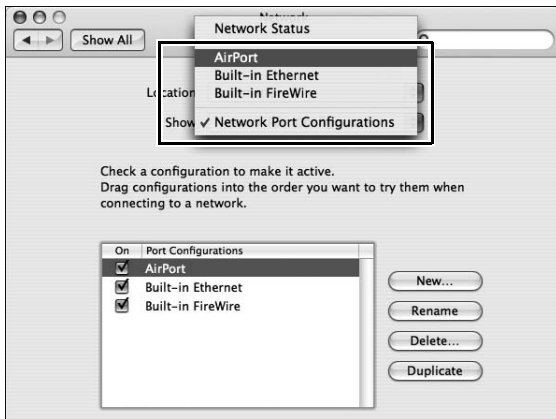 Network
Network Status
Show All
AirPort
Built-in Ethernet
Built-in FireWire
Location
Show
✓ Network Port Configurations
Check a configuration to make it active.
Drag configurations into the order you want to try them when
connecting to a network.
On Port Configurations
AirPort
Built-in Ethernet
Built-in FireWire
New...
Rename
Delete...
Duplicate